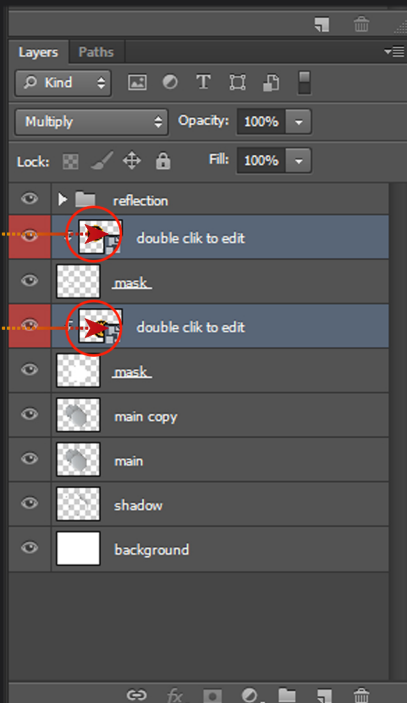 Layers Paths
Kind T
Multiply Opacity: 100%
Lock: Fill: 100%
reflection
double clik to edit
mask
double clik to edit
mask
main copy
main
shadow
background
fx